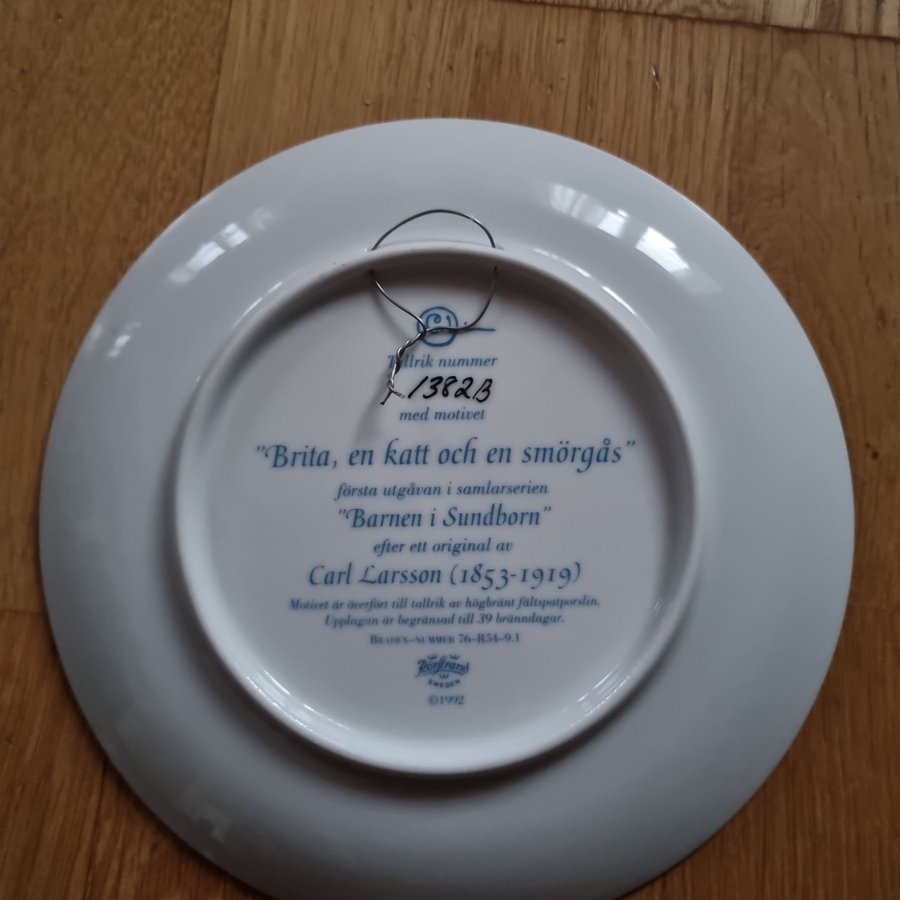 Tallrik nummer
1382B
med motivet
"Brita, en katt och en smörgås"
första utgåvan i samlarserien
"Barnen i Sundborn"
efter ett original av
Carl Larsson (1853-1919)
Motivet är överfört till tallrik av högbränt fältspatporslin.
Upplagan är begränsad till 39 bränndagar.
BRADEX-NUMMER 76-R54-9.1
Rörstrand
SWEDEN
©1992